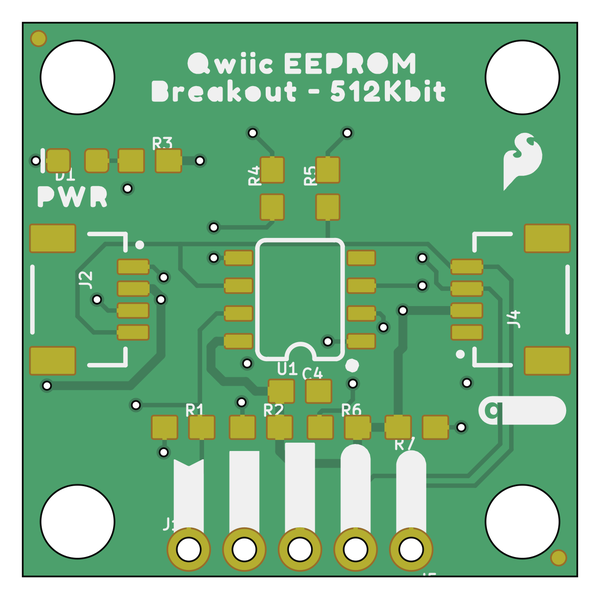 Qwiic EEPROM
Breakout - 512Kbit
R3
D1
R4
R5
PWR
J2
J4
U1
C4
R1
R2
R6
R7